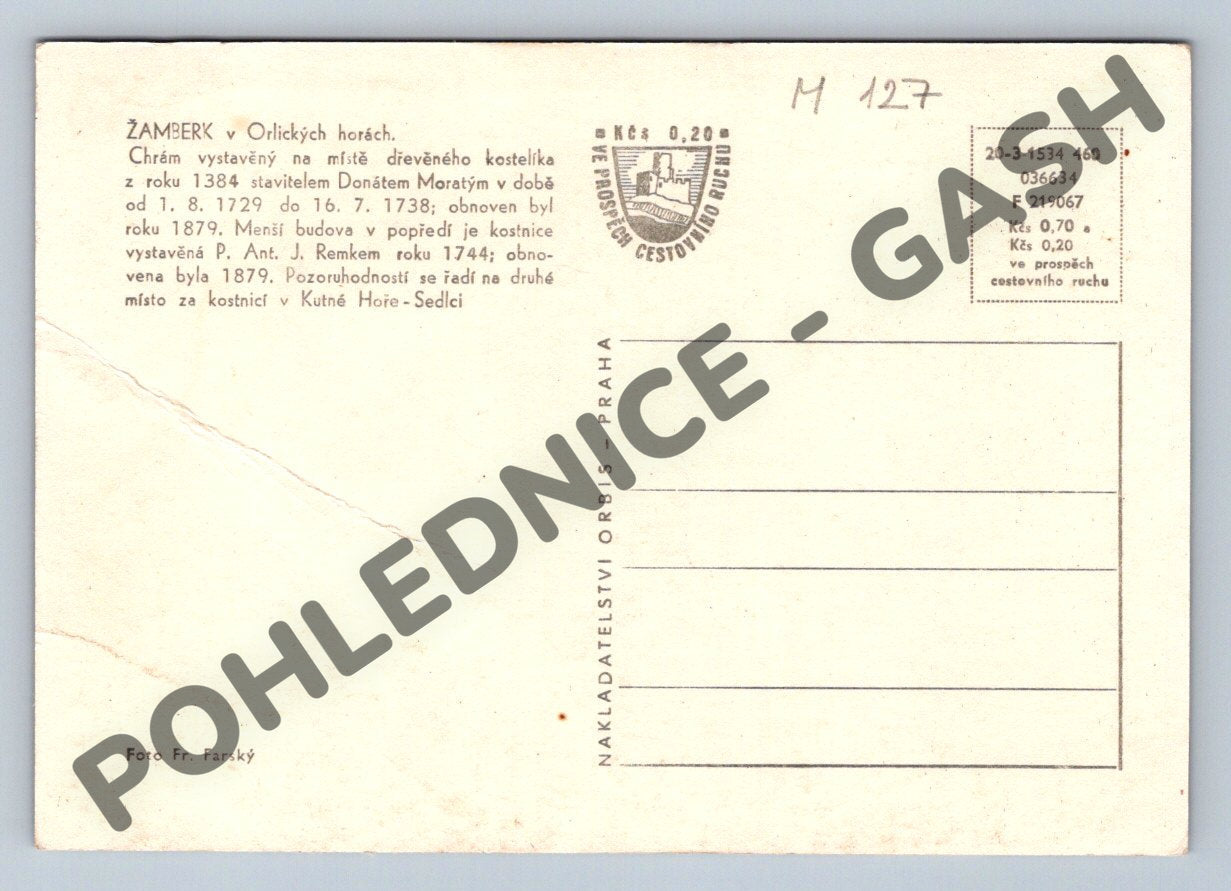 M 127
ŽAMBERK v Orlických horách.
Chrám vystavěný na místě dřevěného kostelíka
z roku 1384 stavitelem Donátem Moratým v době
od 1. 8. 1729 do 16. 7. 1738; obnoven byl
roku 1879. Menší budova v popředí je kostnice
vystavěná P. Ant. J. Remkem roku 1744; obno-
vena byla 1879. Pozoruhodností se řadí na druhé
místo za kostnicí v Kutné Hoře - Sedlci
Kčs 0,20
VE PROSPĚCH CESTOVNÍHO RUCHU
20-3-1534 460
036634
F 219067
Kčs 0,70 a
Kčs 0,20
ve prospěch
cestovního ruchu
NAKLADATELSTVÍ ORBIS - PRAHA
Foto Fr. Farský
POHLEDNICE - GASH